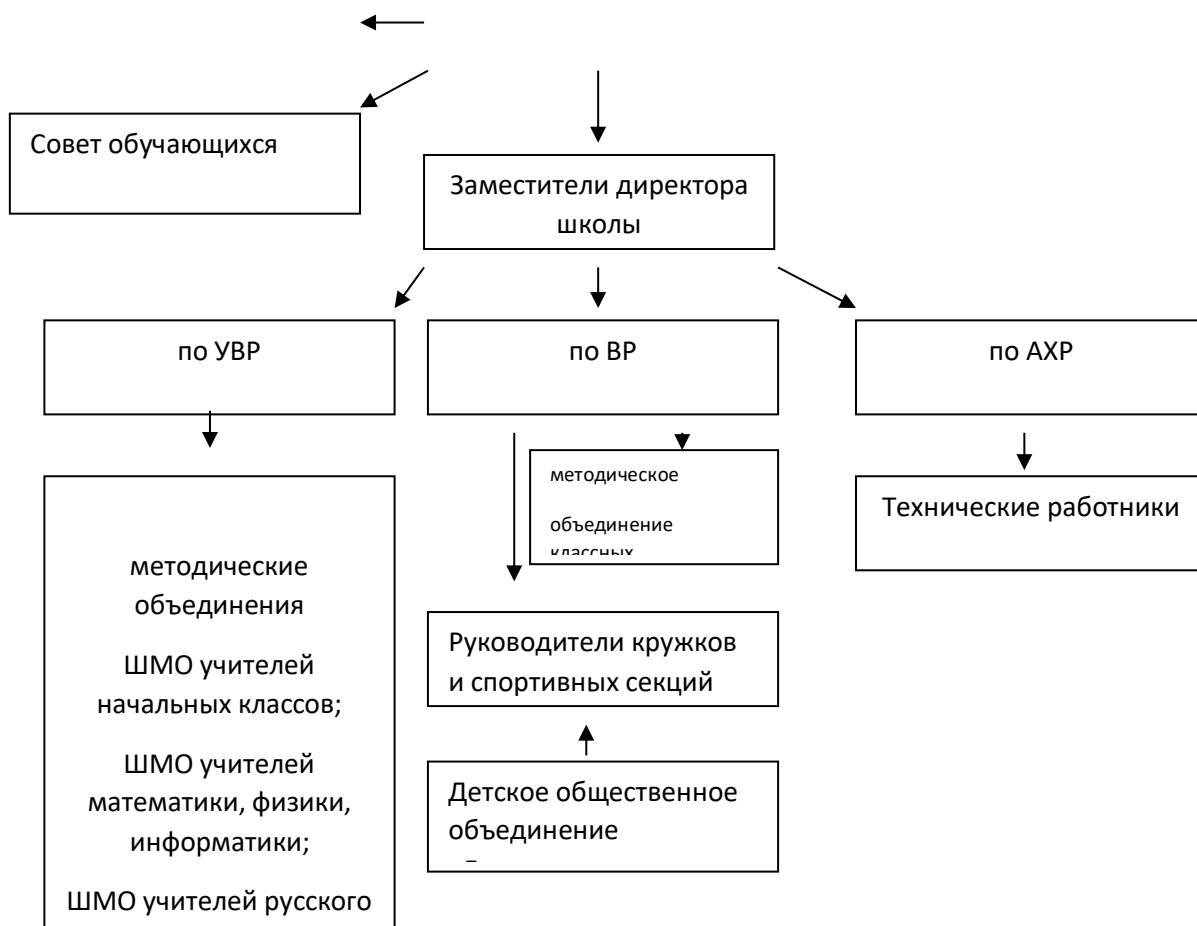 Совет обучающихся
Заместители директора
школы
по УВР
по ВР
по АХР
методические
объединения
ШМО учителей
начальных классов;
ШМО учителей
математики, физики,
информатики;
ШМО учителей русского
методическое
объединение
классных
Руководители кружков
и спортивных секций
Детское общественное
объединение
Технические работники